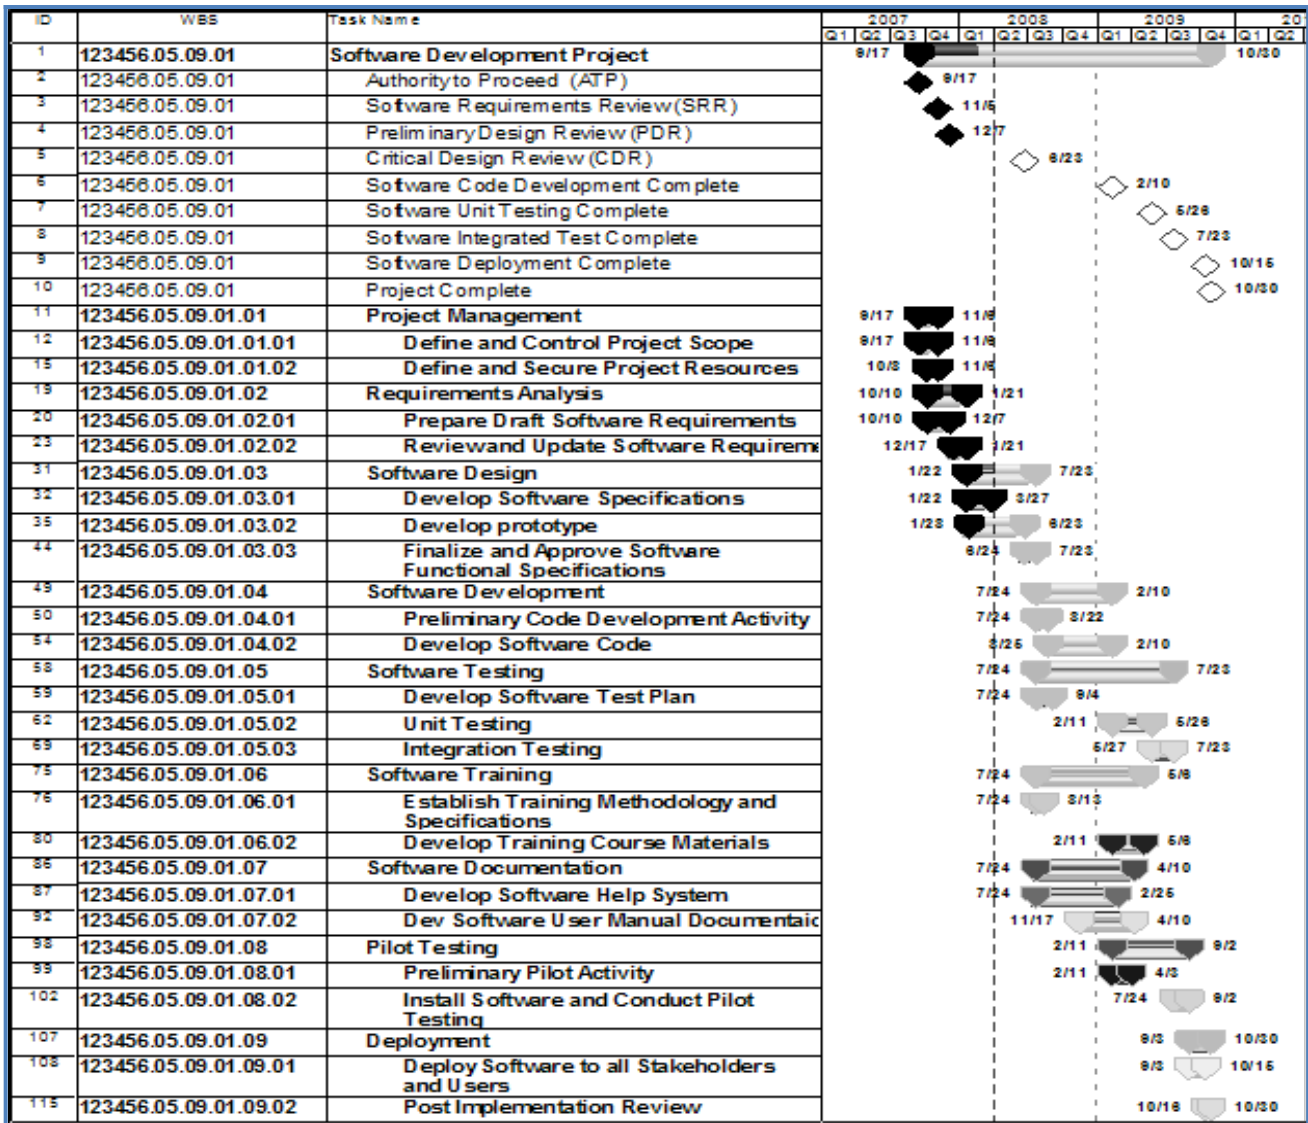 ID WBS Task Name 2007 2008 2009 20
Q1 Q2 Q3 Q4 Q1 Q2 Q3 Q4 Q1 Q2 Q3 Q4 Q1 Q2
1 123456.05.09.01 Software Development Project 9/17 10/30
2 123456.05.09.01 Authority to Proceed (ATP) 9/17
3 123456.05.09.01 Software Requirements Review (SRR) 11/5
4 123456.05.09.01 Preliminary Design Review (PDR) 12/7
5 123456.05.09.01 Critical Design Review (CDR) 6/23
6 123456.05.09.01 Software Code Development Complete 2/10
7 123456.05.09.01 Software Unit Testing Complete 5/26
8 123456.05.09.01 Software Integrated Test Complete 7/23
9 123456.05.09.01 Software Deployment Complete 10/15
10 123456.05.09.01 Project Complete 10/30
11 123456.05.09.01.01 Project Management 9/17 11/6
12 123456.05.09.01.01.01 Define and Control Project Scope 9/17 11/6
15 123456.05.09.01.01.02 Define and Secure Project Resources 10/8 11/6
19 123456.05.09.01.02 Requirements Analysis 10/10 1/21
20 123456.05.09.01.02.01 Prepare Draft Software Requirements 10/10 12/7
23 123456.05.09.01.02.02 Review and Update Software Requireme 12/17 1/21
31 123456.05.09.01.03 Software Design 1/22 7/23
32 123456.05.09.01.03.01 Develop Software Specifications 1/22 3/27
35 123456.05.09.01.03.02 Develop prototype 1/23 6/23
44 123456.05.09.01.03.03 Finalize and Approve Software 6/24 7/23
Functional Specifications
49 123456.05.09.01.04 Software Development 7/24 2/10
50 123456.05.09.01.04.01 Preliminary Code Development Activity 7/24 8/22
54 123456.05.09.01.04.02 Develop Software Code 8/25 2/10
58 123456.05.09.01.05 Software Testing 7/24 7/23
59 123456.05.09.01.05.01 Develop Software Test Plan 7/24 9/4
62 123456.05.09.01.05.02 Unit Testing 2/11 5/26
69 123456.05.09.01.05.03 Integration Testing 5/27 7/23
75 123456.05.09.01.06 Software Training 7/24 5/6
76 123456.05.09.01.06.01 Establish Training Methodology and 7/24 8/13
Specifications
80 123456.05.09.01.06.02 Develop Training Course Materials 2/11 5/6
86 123456.05.09.01.07 Software Documentation 7/24 4/10
87 123456.05.09.01.07.01 Develop Software Help System 7/24 2/25
92 123456.05.09.01.07.02 Dev Software User Manual Documentaio 11/17 4/10
98 123456.05.09.01.08 Pilot Testing 2/11 9/2
99 123456.05.09.01.08.01 Preliminary Pilot Activity 2/11 4/3
102 123456.05.09.01.08.02 Install Software and Conduct Pilot 7/24 9/2
Testing
107 123456.05.09.01.09 Deployment 9/3 10/30
108 123456.05.09.01.09.01 Deploy Software to all Stakeholders 9/3 10/15
and Users
115 123456.05.09.01.09.02 Post Implementation Review 10/16 10/30